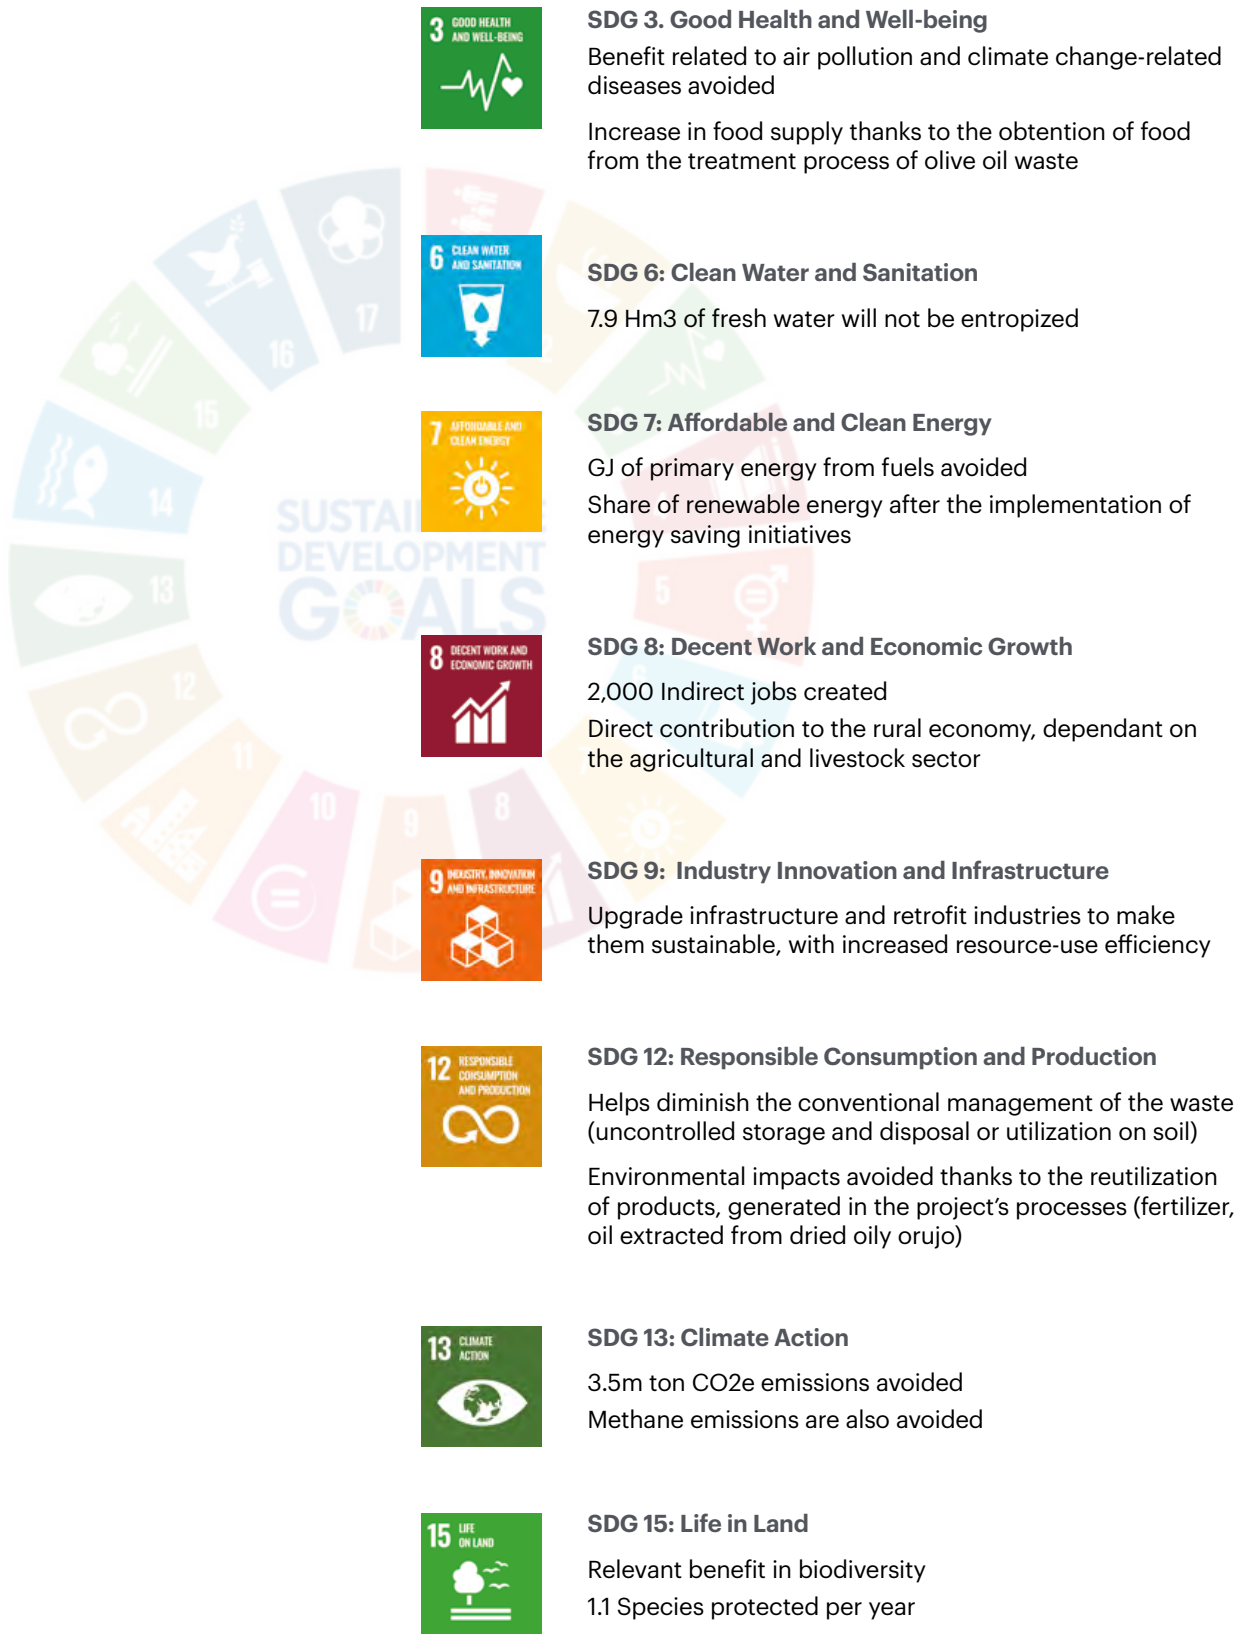 3 GOOD HEALTH
AND WELL-BEING
SDG 3. Good Health and Well-being
Benefit related to air pollution and climate change-related
diseases avoided
Increase in food supply thanks to the obtention of food
from the treatment process of olive oil waste
6 CLEAN WATER
AND SANITATION
SDG 6: Clean Water and Sanitation
7.9 Hm3 of fresh water will not be entropized
7 AFFORDABLE AND
CLEAN ENERGY
SDG 7: Affordable and Clean Energy
GJ of primary energy from fuels avoided
Share of renewable energy after the implementation of
energy saving initiatives
8 DECENT WORK AND
ECONOMIC GROWTH
SDG 8: Decent Work and Economic Growth
2,000 Indirect jobs created
Direct contribution to the rural economy, dependant on
the agricultural and livestock sector
9 INDUSTRY, INNOVATION
AND INFRASTRUCTURE
SDG 9: Industry Innovation and Infrastructure
Upgrade infrastructure and retrofit industries to make
them sustainable, with increased resource-use efficiency
12 RESPONSIBLE
CONSUMPTION
AND PRODUCTION
SDG 12: Responsible Consumption and Production
Helps diminish the conventional management of the waste
(uncontrolled storage and disposal or utilization on soil)
Environmental impacts avoided thanks to the reutilization
of products, generated in the project’s processes (fertilizer,
oil extracted from dried oily orujo)
13 CLIMATE
ACTION
SDG 13: Climate Action
3.5m ton CO2e emissions avoided
Methane emissions are also avoided
15 LIFE
ON LAND
SDG 15: Life in Land
Relevant benefit in biodiversity
1.1 Species protected per year
17
16
15
14
13
12
11
10
9
8
5
6
DEVELOPMENT
GOALS